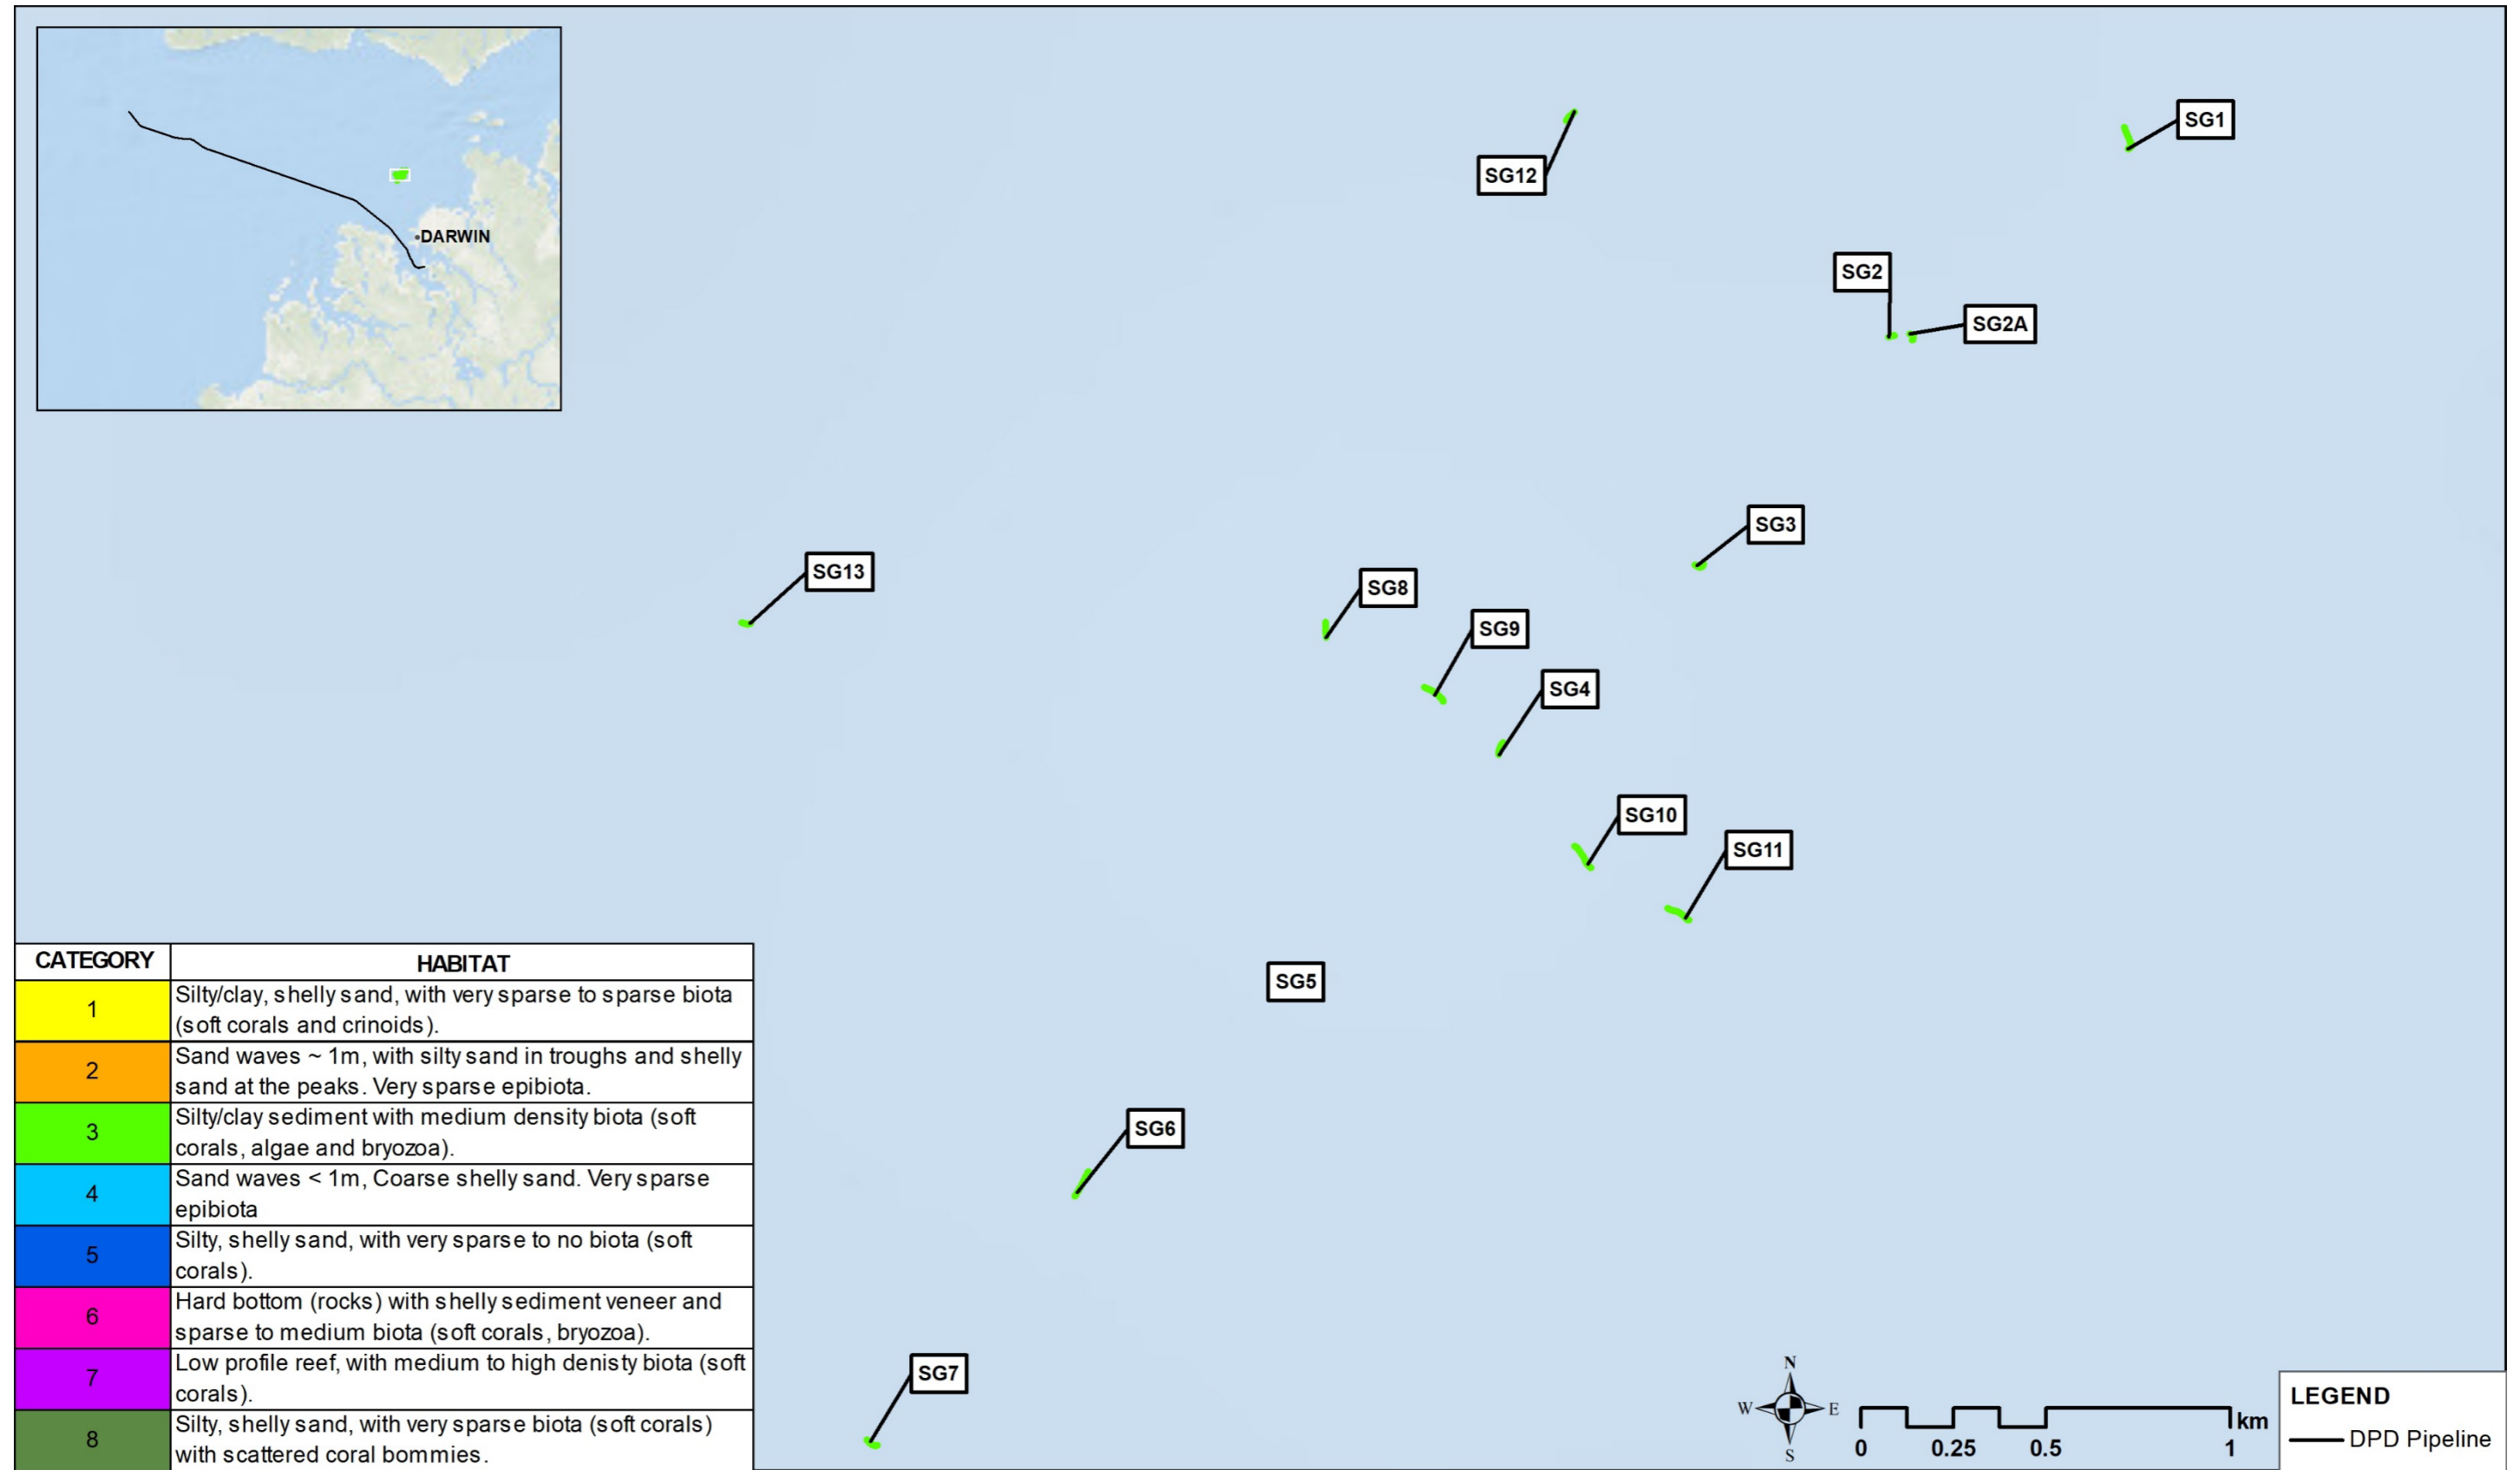 DARWIN
SG1
SG12
SG2
SG2A
SG3
SG13
SG8
SG9
SG4
SG10
SG11
SG5
SG6
SG7
CATEGORY HABITAT
1 Silty/clay, shelly sand, with very sparse to sparse biota
(soft corals and crinoids).
2 Sand waves ~ 1m, with silty sand in troughs and shelly
sand at the peaks. Very sparse epibiota.
3 Silty/clay sediment with medium density biota (soft
corals, algae and bryozoa).
4 Sand waves < 1m, Coarse shelly sand. Very sparse
epibiota
5 Silty, shelly sand, with very sparse to no biota (soft
corals).
6 Hard bottom (rocks) with shelly sediment veneer and
sparse to medium biota (soft corals, bryozoa).
7 Low profile reef, with medium to high denisty biota (soft
corals).
8 Silty, shelly sand, with very sparse biota (soft corals)
with scattered coral bommies.
N
W E
S
km
0 0.25 0.5 1
LEGEND
DPD Pipeline